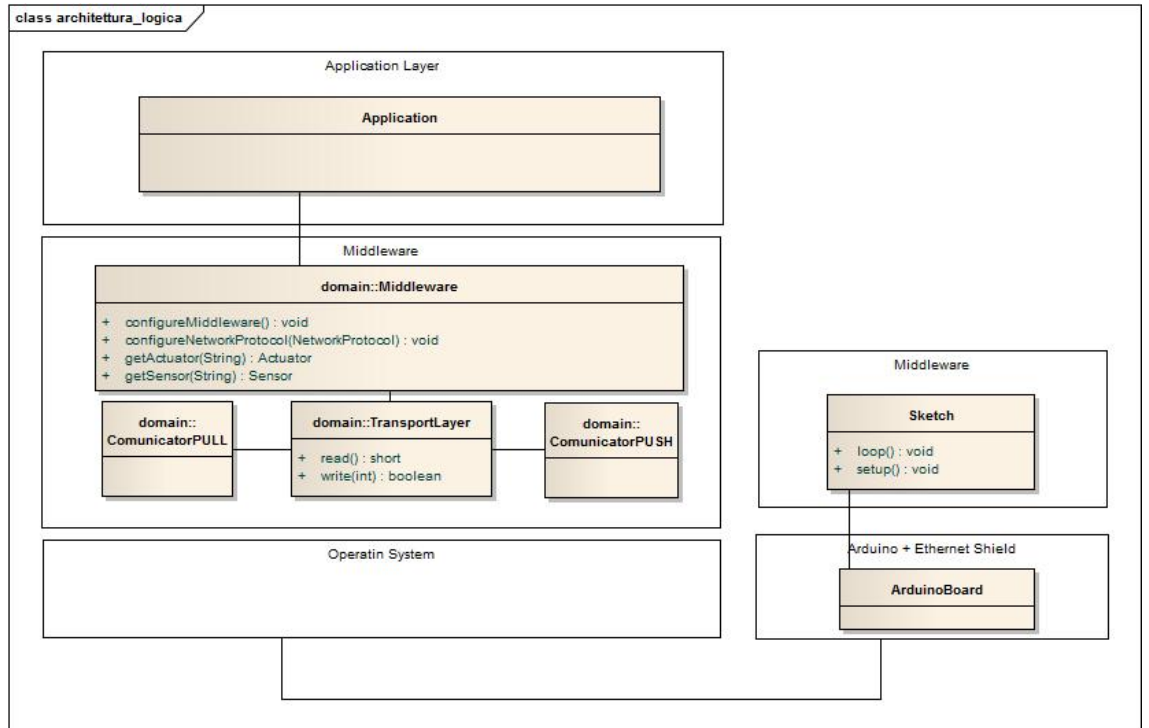 class architettura_logica
Application Layer
Application
Middleware
domain::Middleware
+ configureMiddleware() : void
+ configureNetworkProtocol(NetworkProtocol) : void
+ getActuator(String) : Actuator
+ getSensor(String) : Sensor
domain::
ComunicatorPULL
domain::TransportLayer
+ read() : short
+ write(int) : boolean
domain::
ComunicatorPUSH
Middleware
Sketch
+ loop() : void
+ setup() : void
Operatin System
Arduino + Ethernet Shield
ArduinoBoard